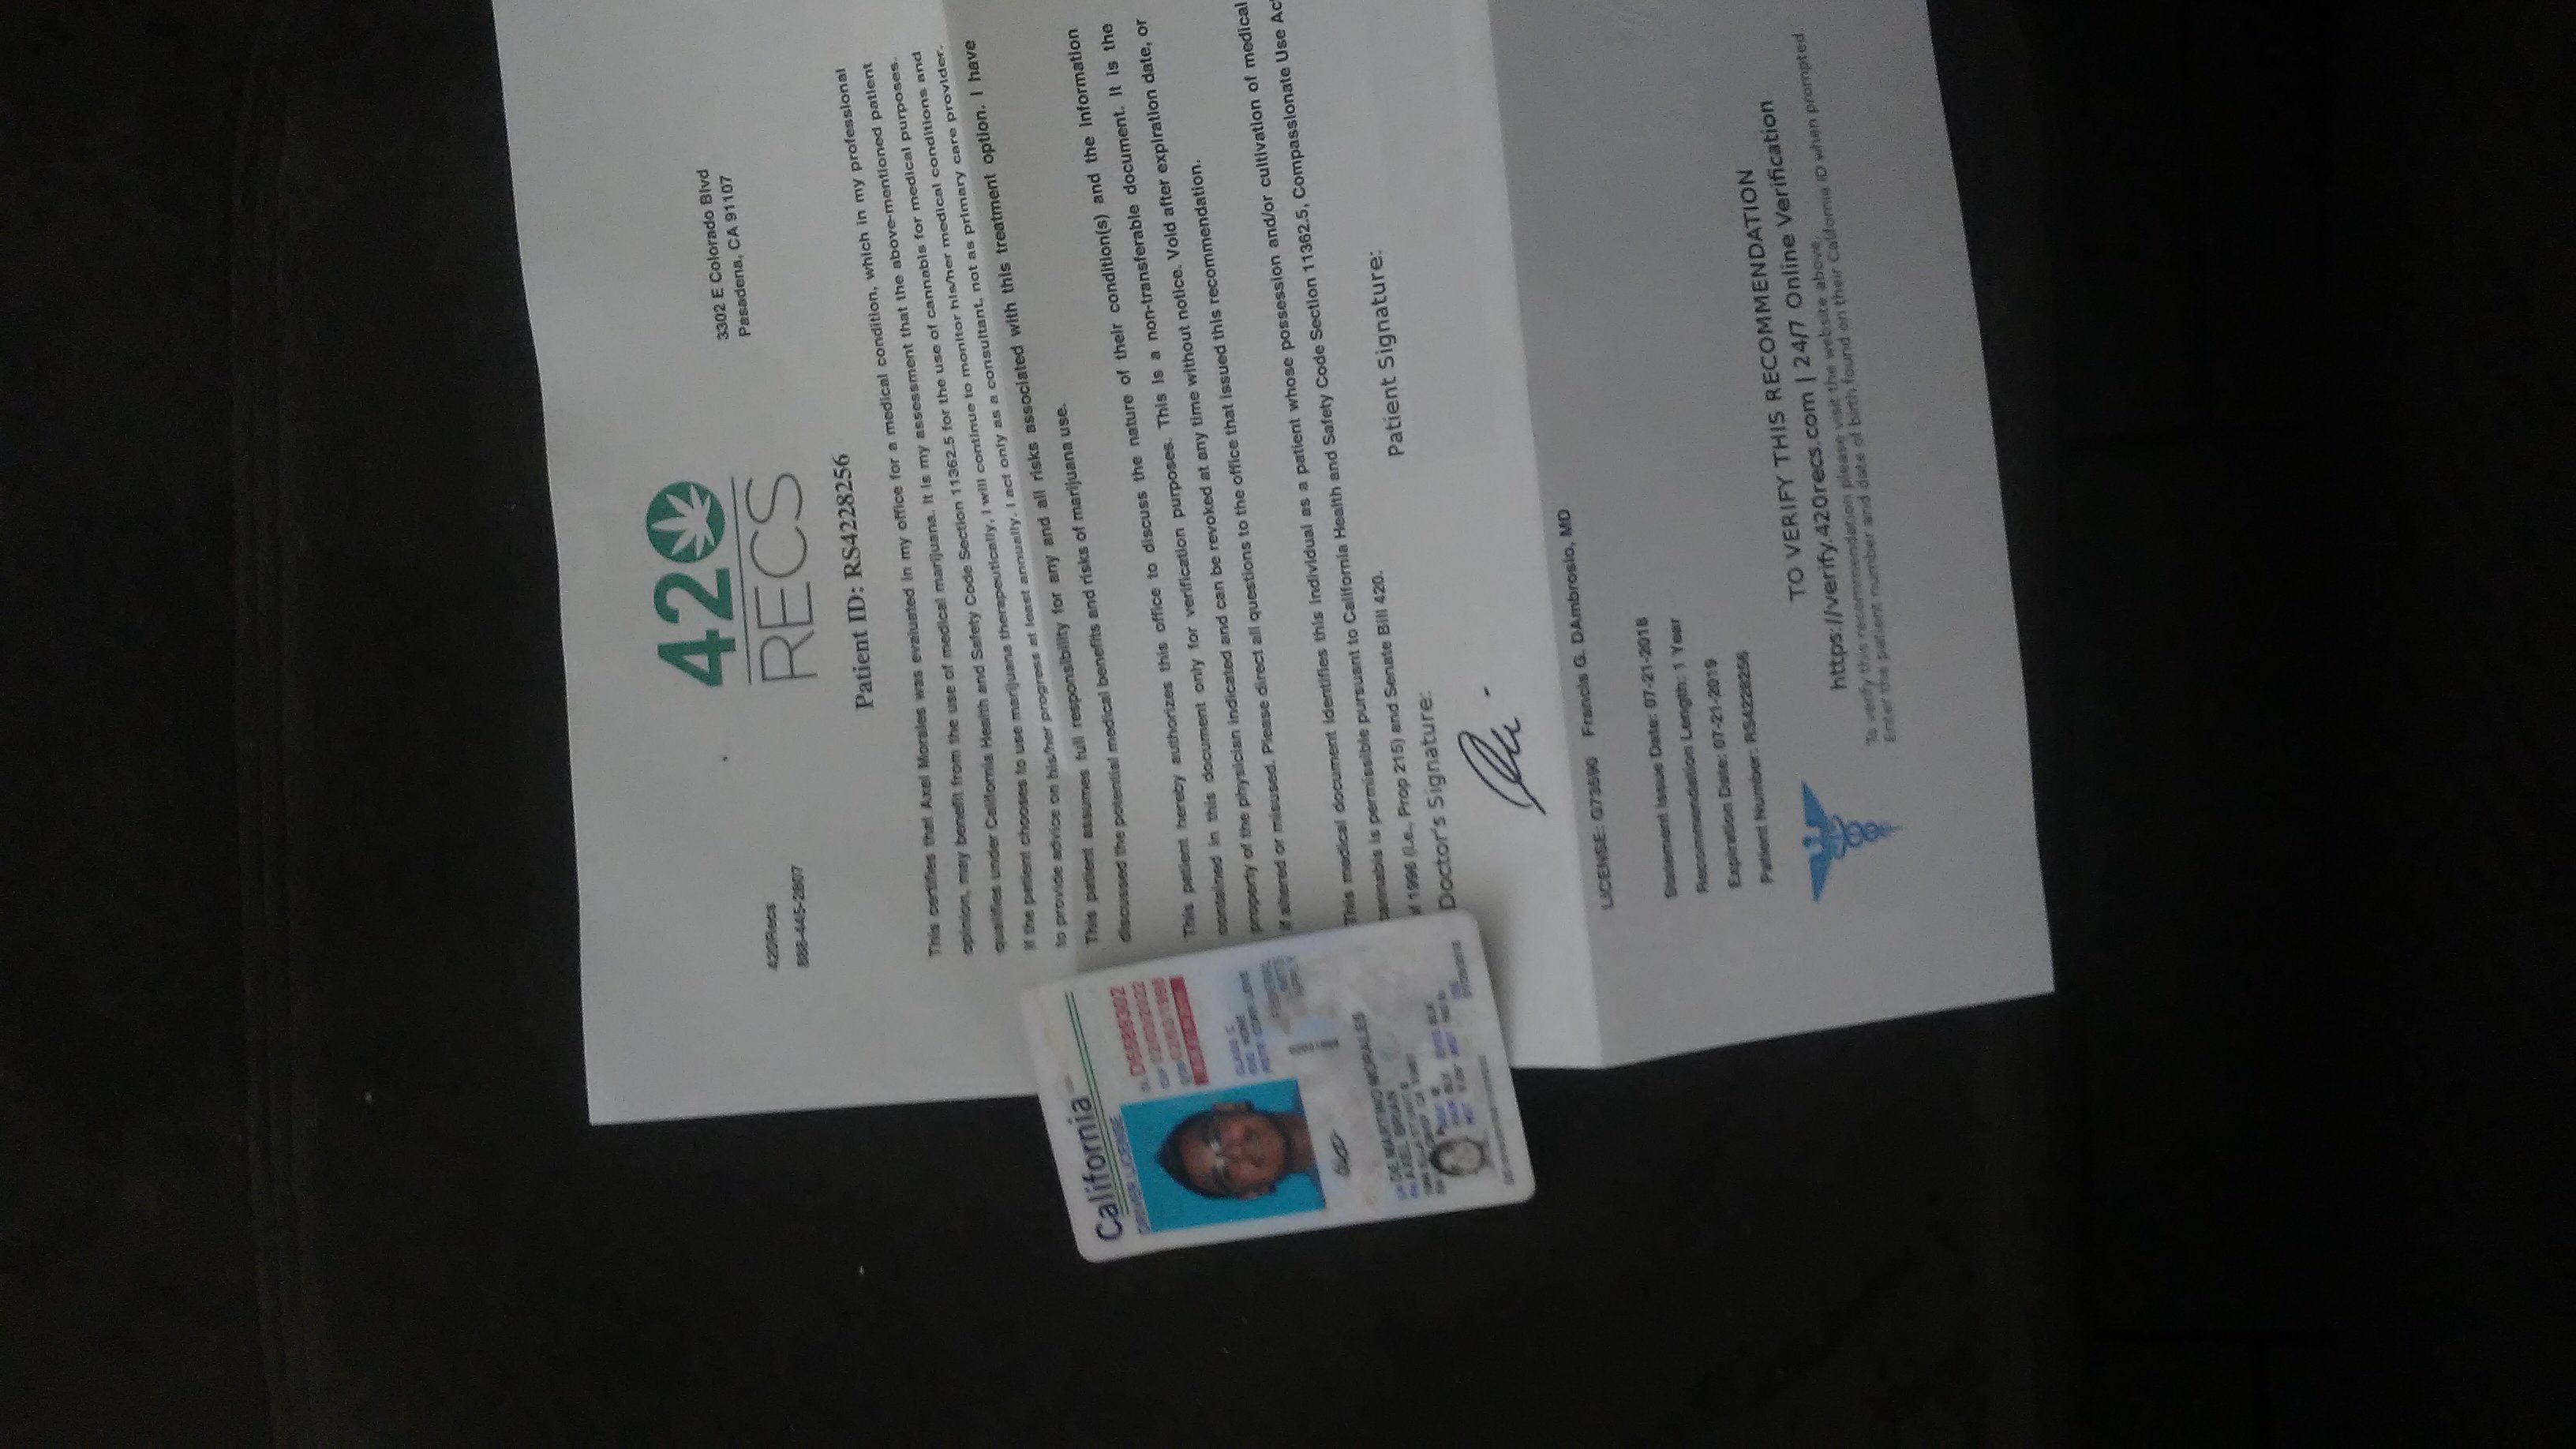 420
RECS
420Recs
888-445-2807
3302 E Colorado Blvd
Pasadena, CA 91107
Patient ID: RS4228256
This certifies that Axel Morales was evaluated in my office for a medical condition, which in my professional
opinion, may benefit from the use of medical marijuana. It is my assessment that the above-mentioned patient
qualifies under California Health and Safety Code Section 11362.5 for the use of cannabis for medical purposes.
If the patient chooses to use marijuana therapeutically, I will continue to monitor his/her medical conditions and
to provide advice on his/her progress at least annually. I act only as a consultant, not as primary care provider.
This patient assumes full responsibility for any and all risks associated with this treatment option. I have
discussed the potential medical benefits and risks of marijuana use.
This patient hereby authorizes this office to discuss the nature of their condition(s) and the information
contained in this document only for verification purposes. This is a non-transferable document. It is the
property of the physician indicated and can be revoked at any time without notice. Void after expiration date, or
if altered or misused. Please direct all questions to the office that issued this recommendation.
This medical document identifies this individual as a patient whose possession and/or cultivation of medical
cannabis is permissible pursuant to California Health and Safety Code Section 11362.5, Compassionate Use Act
of 1996 (i.e., Prop 215) and Senate Bill 420.
Doctor's Signature:
Patient Signature:
LICENSE: G73590 Francis G. DAmbrosio, MD
Statement Issue Date: 07-21-2018
Recommendation Length: 1 Year
Expiration Date: 07-21-2019
Patient Number: RS4228256
TO VERIFY THIS RECOMMENDATION
https://verify.420recs.com | 24/7 Online Verification
To verify this recommendation please visit the website above.
Enter the patient number and date of birth found on their California ID when prompted.
California
DRIVER LICENSE
CLASS C
END NONE
RSTR CORR LENS
FEDERAL
LIMITS
APPLY
LN DE MARTINO MORALES
FN AXEL BRIAN
HAIR BLK EYES BLK